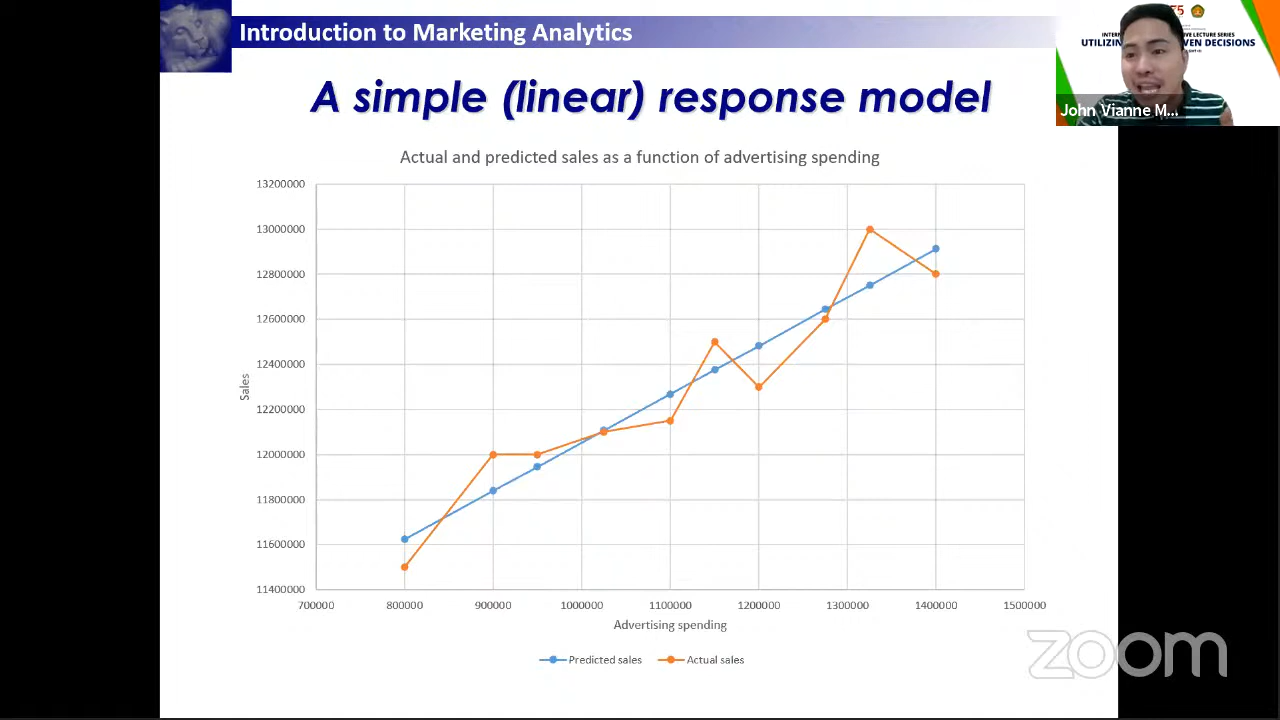 Introduction to Marketing Analytics
A simple (linear) response model
Actual and predicted sales as a function of advertising spending
13200000
13000000
12800000
12600000
12400000
12200000
12000000
11800000
11600000
11400000
Sales
700000 800000 900000 1000000 1100000 1200000 1300000 1400000 1500000
Advertising spending
Predicted sales Actual sales
UTILIZING DECISIONS
John Vianne M...
zoom